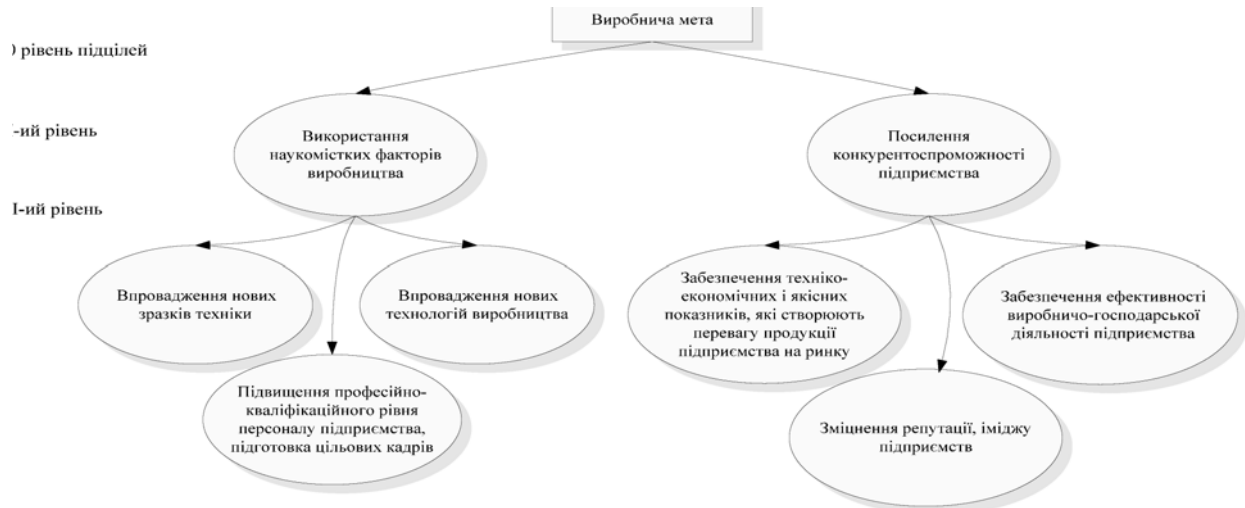 Виробнича мета
) рівень підцілей
-ий рівень
Використання
наукомістких факторів
виробництва
Посилення
конкурентоспроможності
підприємства
І-ий рівень
Впровадження нових
зразків техніки
Впровадження нових
технологій виробництва
Забезпечення техніко-
економічних і якісних
показників, які створюють
перевагу продукції
підприємства на ринку
Забезпечення ефективності
виробничо-господарської
діяльності підприємства
Підвищення професійно-
кваліфікаційного рівня
персоналу підприємства,
підготовка цільових кадрів
Зміцнення репутації, іміджу
підприємств